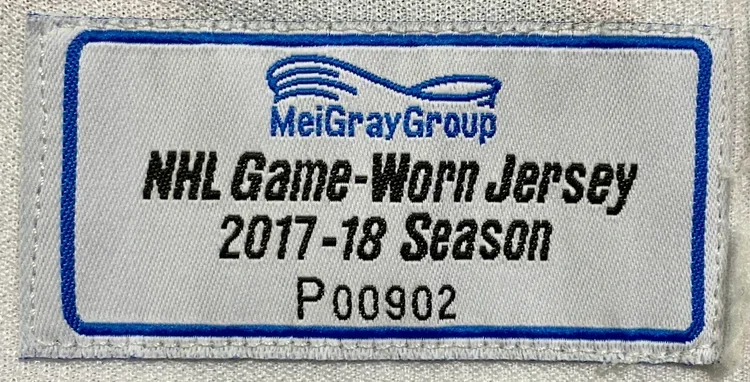 MeiGrayGroup
NHL Game-Worn Jersey
2017-18 Season
P00902